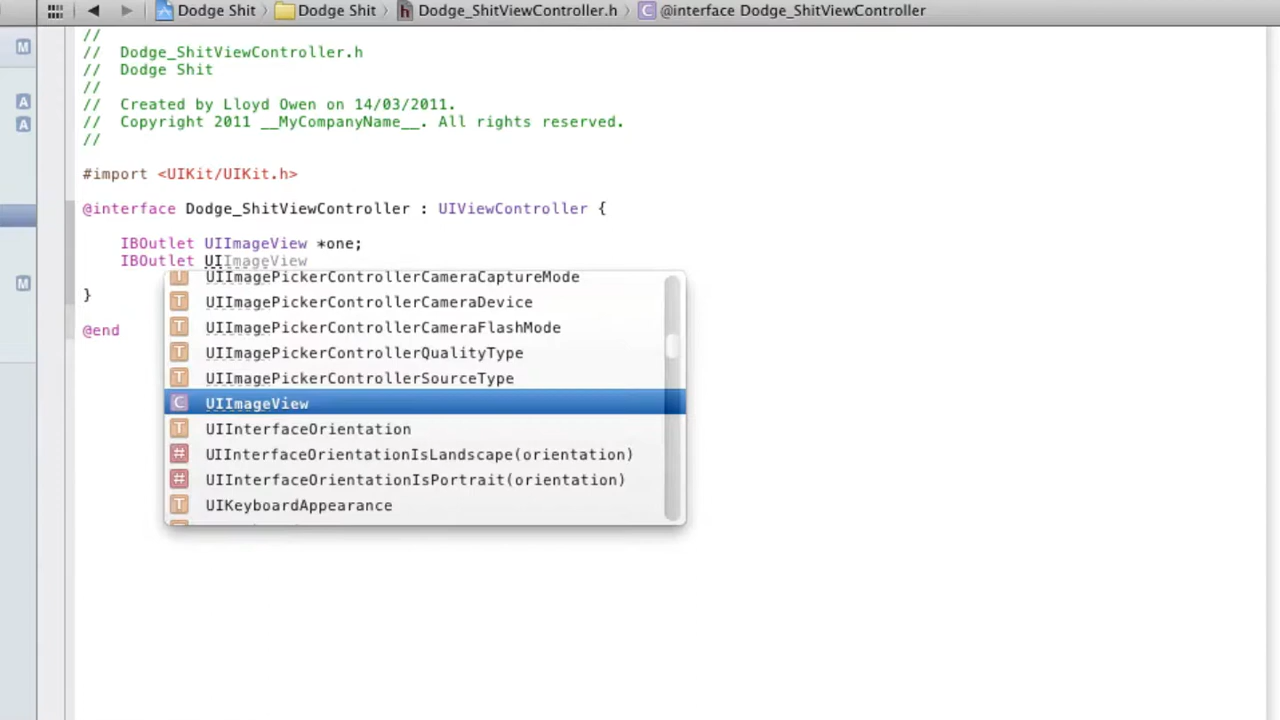 Dodge Shit Dodge Shit Dodge_ShitViewController.h @interface Dodge_ShitViewController
//
// Dodge_ShitViewController.h
// Dodge Shit
//
// Created by Lloyd Owen on 14/03/2011.
// Copyright 2011 __MyCompanyName__. All rights reserved.
//
#import <UIKit/UIKit.h>
@interface Dodge_ShitViewController : UIViewController {
IBOutlet UIImageView *one;
IBOutlet UIImageView
UIImagePickerControllerCameraCaptureMode
UIImagePickerControllerCameraDevice
UIImagePickerControllerCameraFlashMode
UIImagePickerControllerQualityType
UIImagePickerControllerSourceType
UIImageView
UIInterfaceOrientation
UIInterfaceOrientationIsLandscape(orientation)
UIInterfaceOrientationIsPortrait(orientation)
UIKeyboardAppearance
}
@end
M
A
A
M